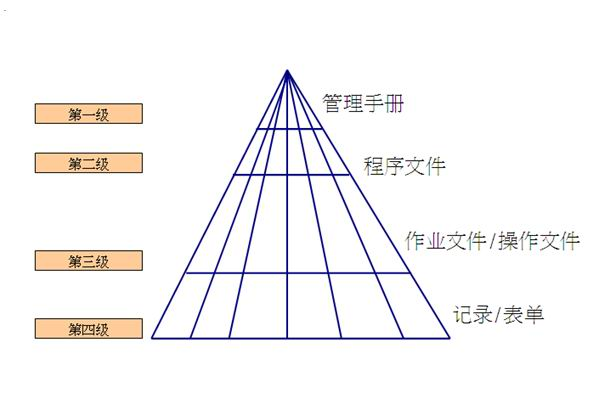 第一级
管理手册
第二级
程序文件
作业文件/操作文件
第三级
记录/表单
第四级